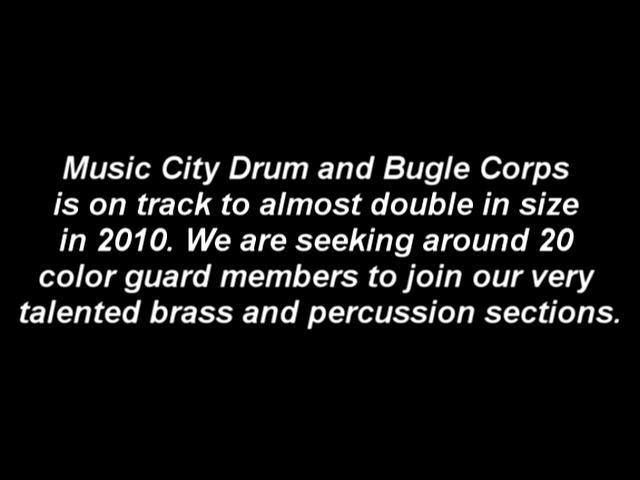 Music City Drum and Bugle Corps
is on track to almost double in size
in 2010. We are seeking around 20
color guard members to join our very
talented brass and percussion sections.